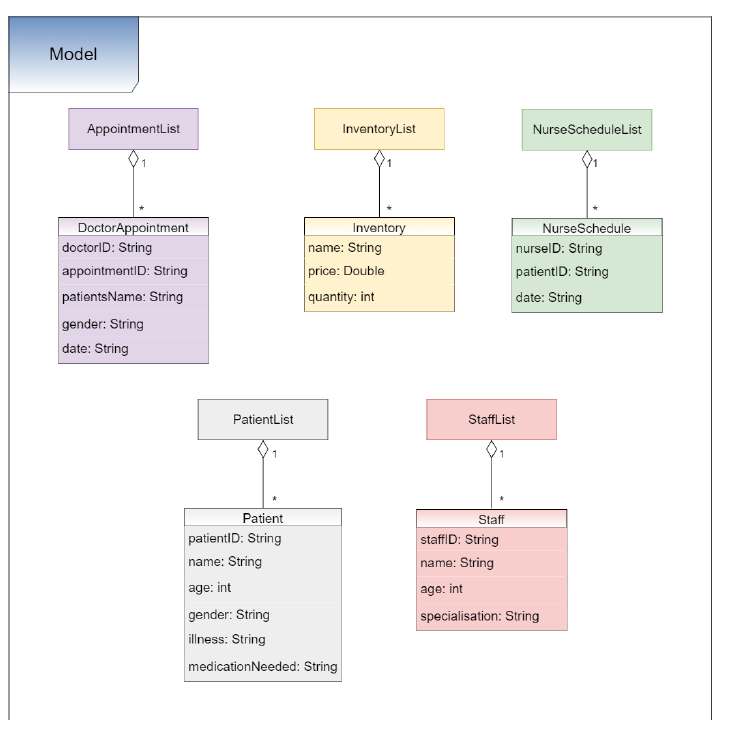 Model
AppointmentList
InventoryList
NurseScheduleList
1
1
1
*
*
*
DoctorAppointment
doctorID: String
appointmentID: String
patientsName: String
gender: String
date: String
Inventory
name: String
price: Double
quantity: int
NurseSchedule
nurseID: String
patientID: String
date: String
PatientList
StaffList
1
1
*
*
Patient
patientID: String
name: String
age: int
gender: String
illness: String
medicationNeeded: String
Staff
staffID: String
name: String
age: int
specialisation: String